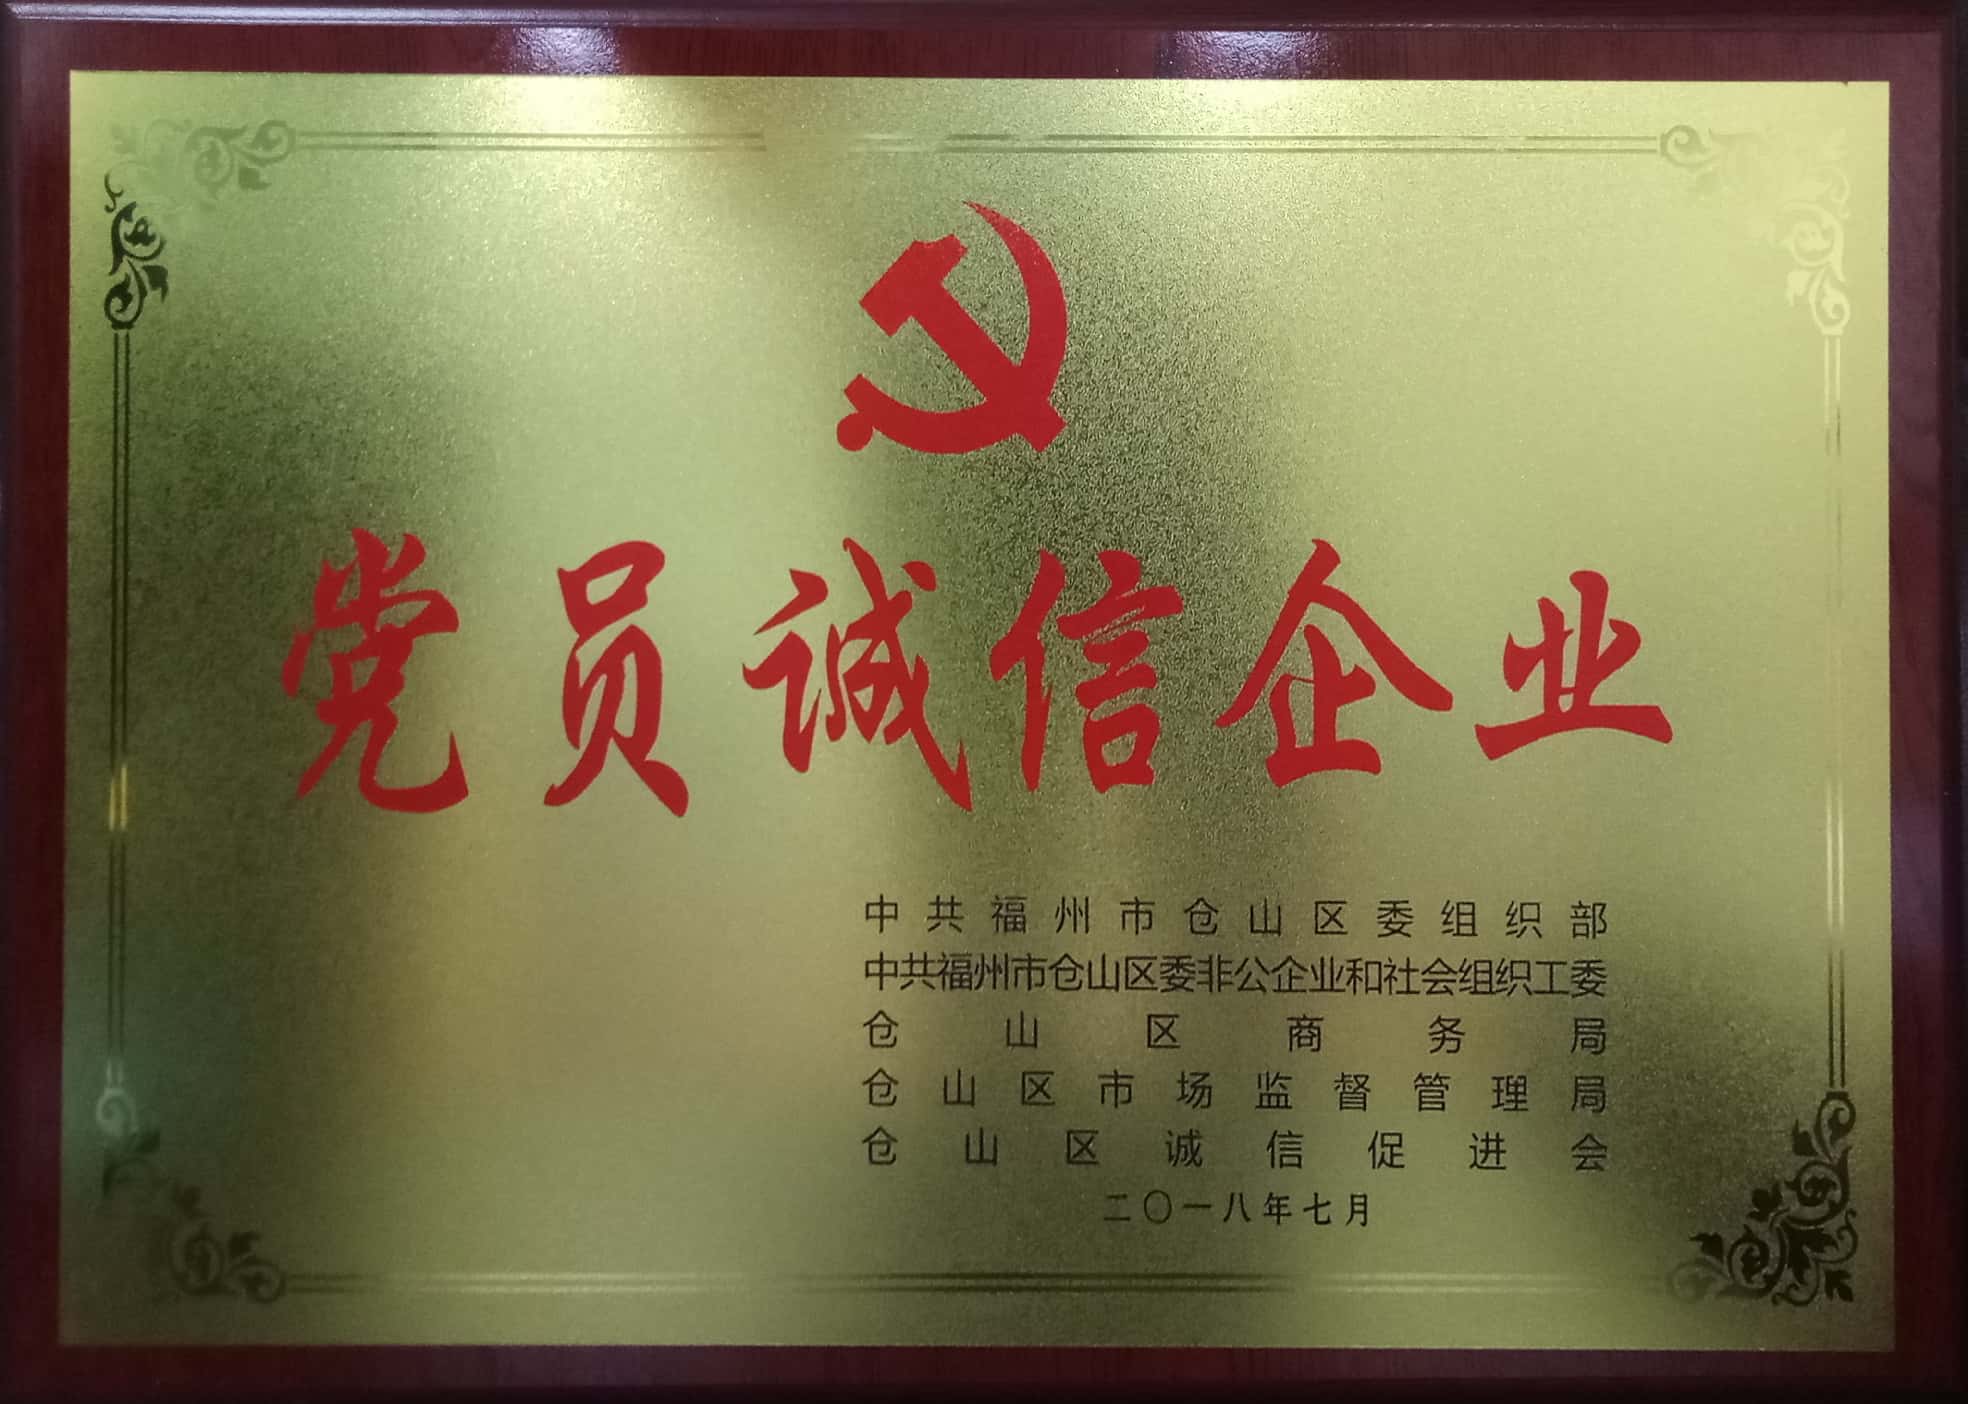 党员诚信企业
中共福州市仓山区委组织部
中共福州市仓山区委非公企业和社会组织工委
仓山区商务局
仓山区市场监督管理局
仓山区诚信促进会
二〇一八年七月